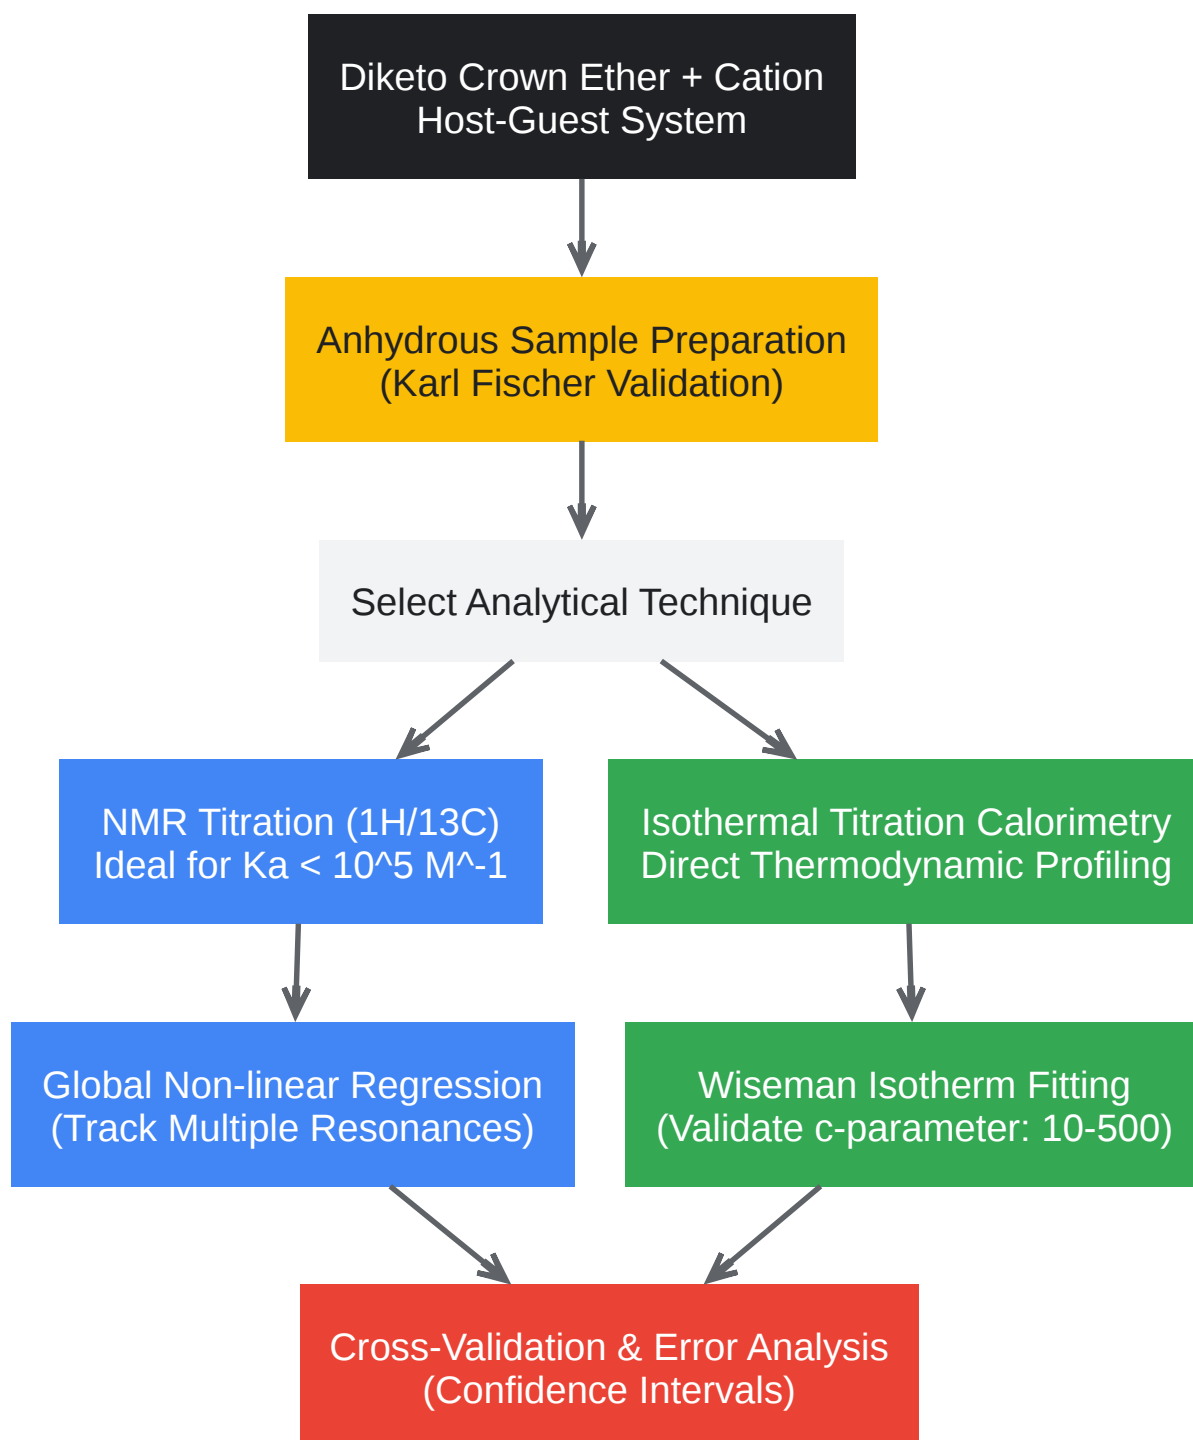 Diketo Crown Ether + Cation
Host-Guest System
Anhydrous Sample Preparation
(Karl Fischer Validation)
Select Analytical Technique
NMR Titration (1H/13C)
Ideal for Ka < 10^5 M^-1
Isothermal Titration Calorimetry
Direct Thermodynamic Profiling
Global Non-linear Regression
(Track Multiple Resonances)
Wiseman Isotherm Fitting
(Validate c-parameter: 10-500)
Cross-Validation & Error Analysis
(Confidence Intervals)